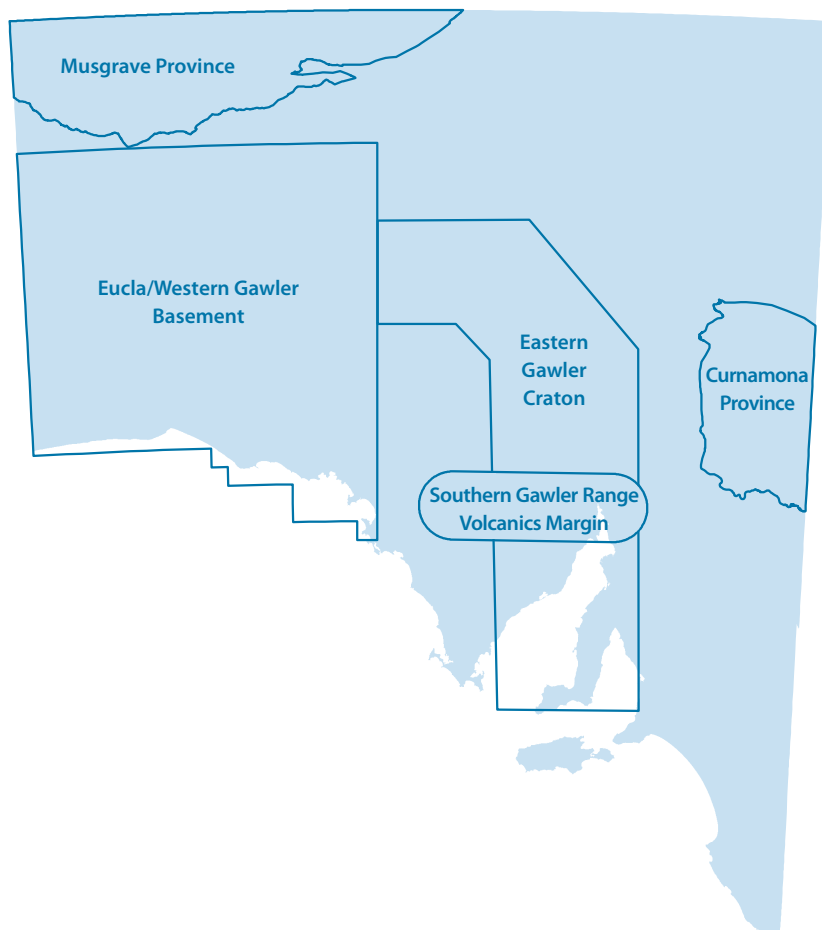 Musgrave Province
Eucla/Western Gawler
Basement
Eastern
Gawler
Craton
Curnamona
Province
Southern Gawler Range
Volcanics Margin